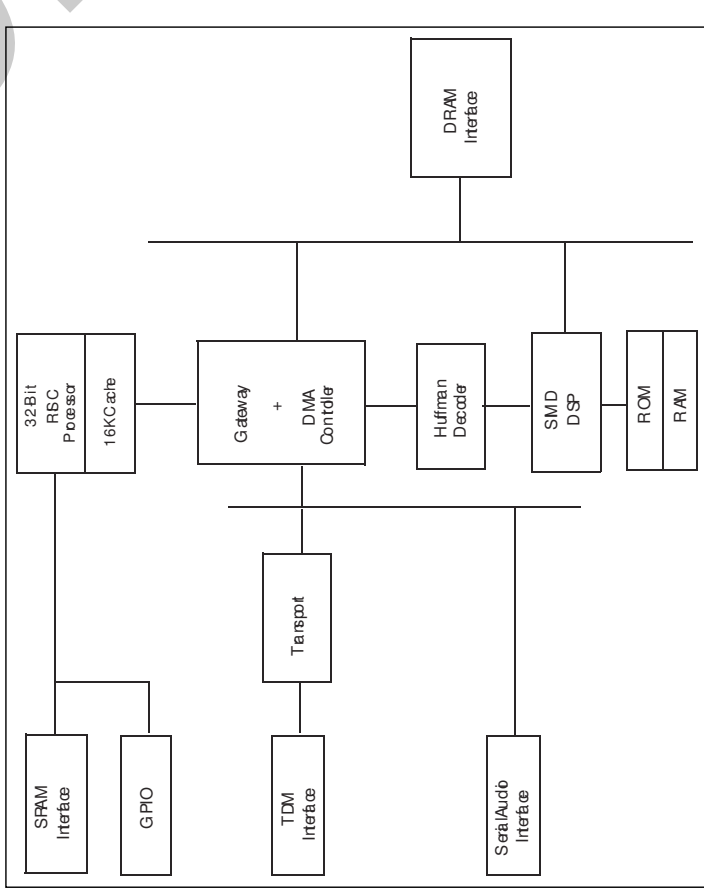 SRAM
Interface
32-Bit
RISC
Processor
16K Cache
GPIO
TDM
Interface
Transport
Gateway
+
DMA
Controller
DRAM
Interface
Huffman
Decoder
Serial Audio
Interface
SIMD
DSP
ROM
RAM